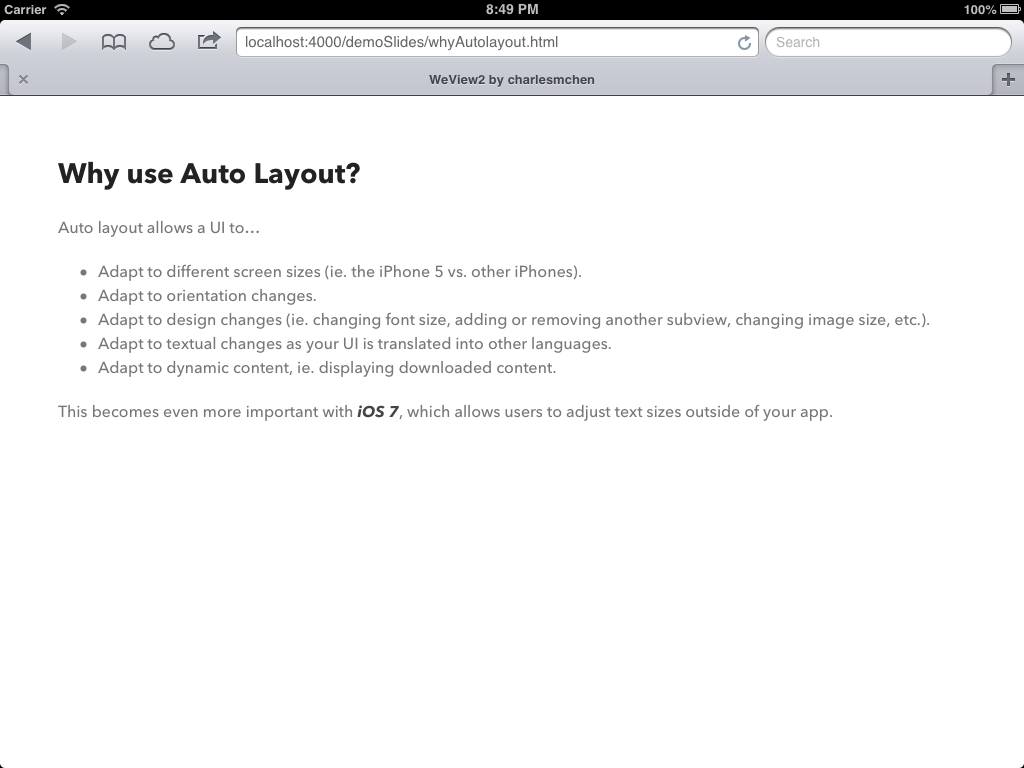 Carrier 8:49 PM 100%
localhost:4000/demoSlides/whyAutolayout.html Search
WeView2 by charlesmchen
Why use Auto Layout?
Auto layout allows a UI to…
• Adapt to different screen sizes (ie. the iPhone 5 vs. other iPhones).
• Adapt to orientation changes.
• Adapt to design changes (ie. changing font size, adding or removing another subview, changing image size, etc.).
• Adapt to textual changes as your UI is translated into other languages.
• Adapt to dynamic content, ie. displaying downloaded content.
This becomes even more important with iOS 7, which allows users to adjust text sizes outside of your app.